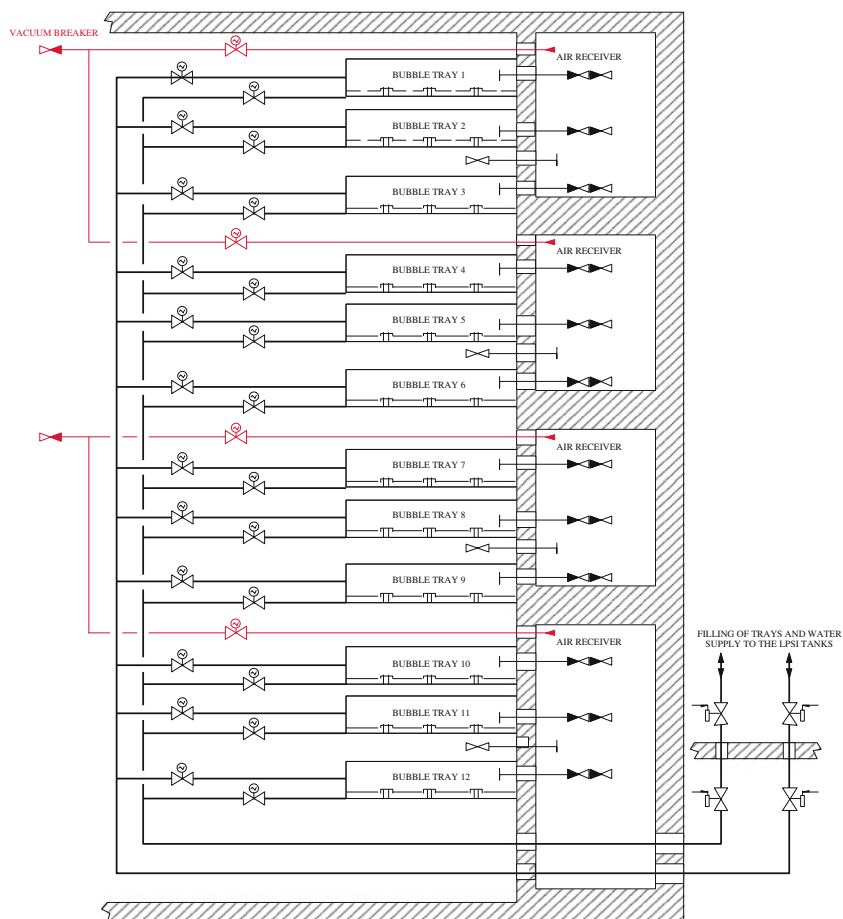 VACUUM BREAKER
AIR RECEIVER
BUBBLE TRAY 1
BUBBLE TRAY 2
BUBBLE TRAY 3
AIR RECEIVER
BUBBLE TRAY 4
BUBBLE TRAY 5
BUBBLE TRAY 6
AIR RECEIVER
BUBBLE TRAY 7
BUBBLE TRAY 8
BUBBLE TRAY 9
AIR RECEIVER
FILLING OF TRAYS AND WATER
SUPPLY TO THE LPSI TANKS
BUBBLE TRAY 10
BUBBLE TRAY 11
BUBBLE TRAY 12